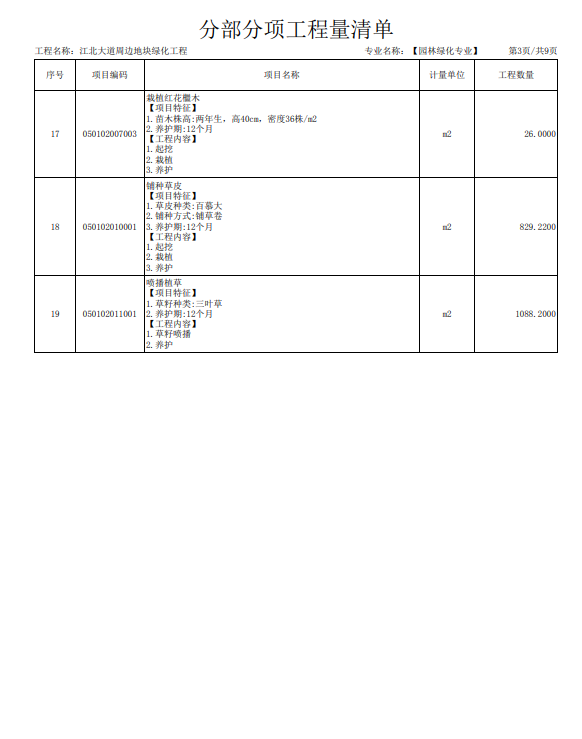 分部分项工程量清单
工程名称：江北大道周边地块绿化工程 专业名称：【园林绿化专业】 第3页/共9页
序号 项目编码 项目名称 计量单位 工程数量
栽植红花檵木
【项目特征】
1.苗木株高:两年生，高40cm，密度36株/m2
2.养护期:12个月
17 050102007003 【工程内容】 m2 26.0000
1.起挖
2.栽植
3.养护
铺种草皮
【项目特征】
1.草皮种类:百慕大
2.铺种方式:铺草卷
18 050102010001 3.养护期:12个月 m2 829.2200
【工程内容】
1.起挖
2.栽植
3.养护
喷播植草
【项目特征】
1.草籽种类:三叶草
19 050102011001 2.养护期:12个月 m2 1088.2000
【工程内容】
1.草籽喷播
2.养护